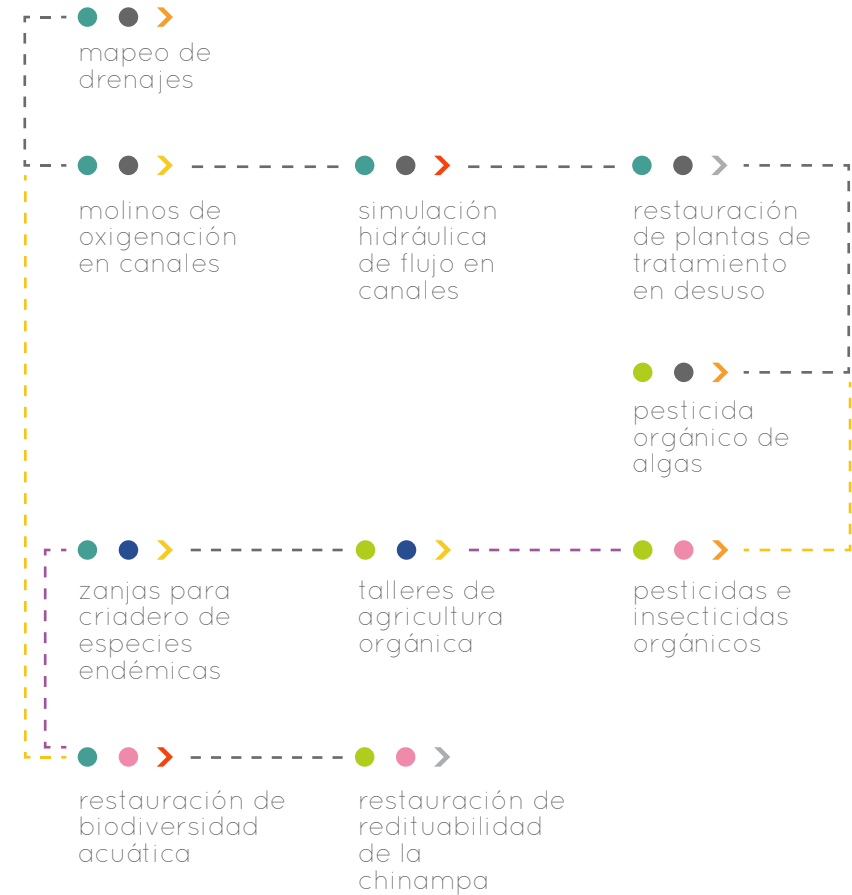 mapeo de
drenajes
molinos de
oxigenación
en canales
simulación
hidráulica
de flujo en
canales
restauración
de plantas de
tratamiento
en desuso
pesticida
orgánico de
algas
zanjas para
criadero de
especies
endémicas
talleres de
agricultura
orgánica
pesticidas e
insecticidas
orgánicos
restauración de
biodiversidad
acuática
restauración de
redituabilidad
de la
chinampa